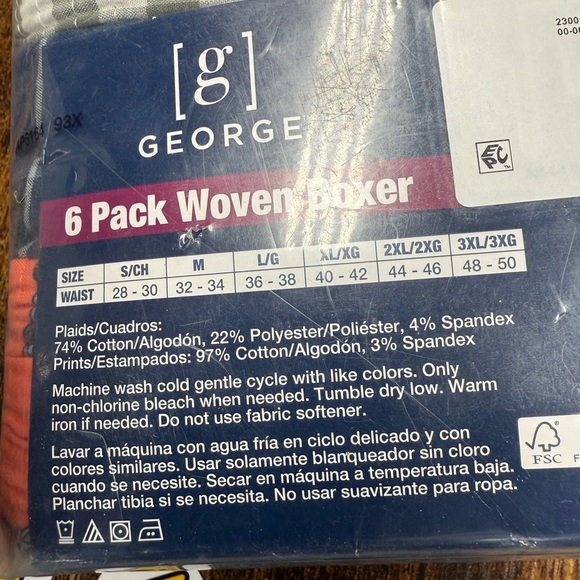 2300
[g]
GEORGE
93X
EPC
6 Pack Woven Boxer
SIZE S/CH M L/G XL/XG 2XL/2XG 3XL/3XG
WAIST 28 - 30 32 - 34 36 - 38 40 - 42 44 - 46 48 - 50
Plaids/Cuadros:
74% Cotton/Algodón, 22% Polyester/Poliéster, 4% Spandex
Prints/Estampados: 97% Cotton/Algodón, 3% Spandex
Machine wash cold gentle cycle with like colors. Only
non-chlorine bleach when needed. Tumble dry low. Warm
iron if needed. Do not use fabric softener.
Lavar a máquina con agua fría en ciclo delicado y con
colores similares. Usar solamente blanqueador sin cloro
cuando se necesite. Secar en máquina a temperatura baja.
Planchar tibia si se necesita. No usar suavizante para ropa.
FSC